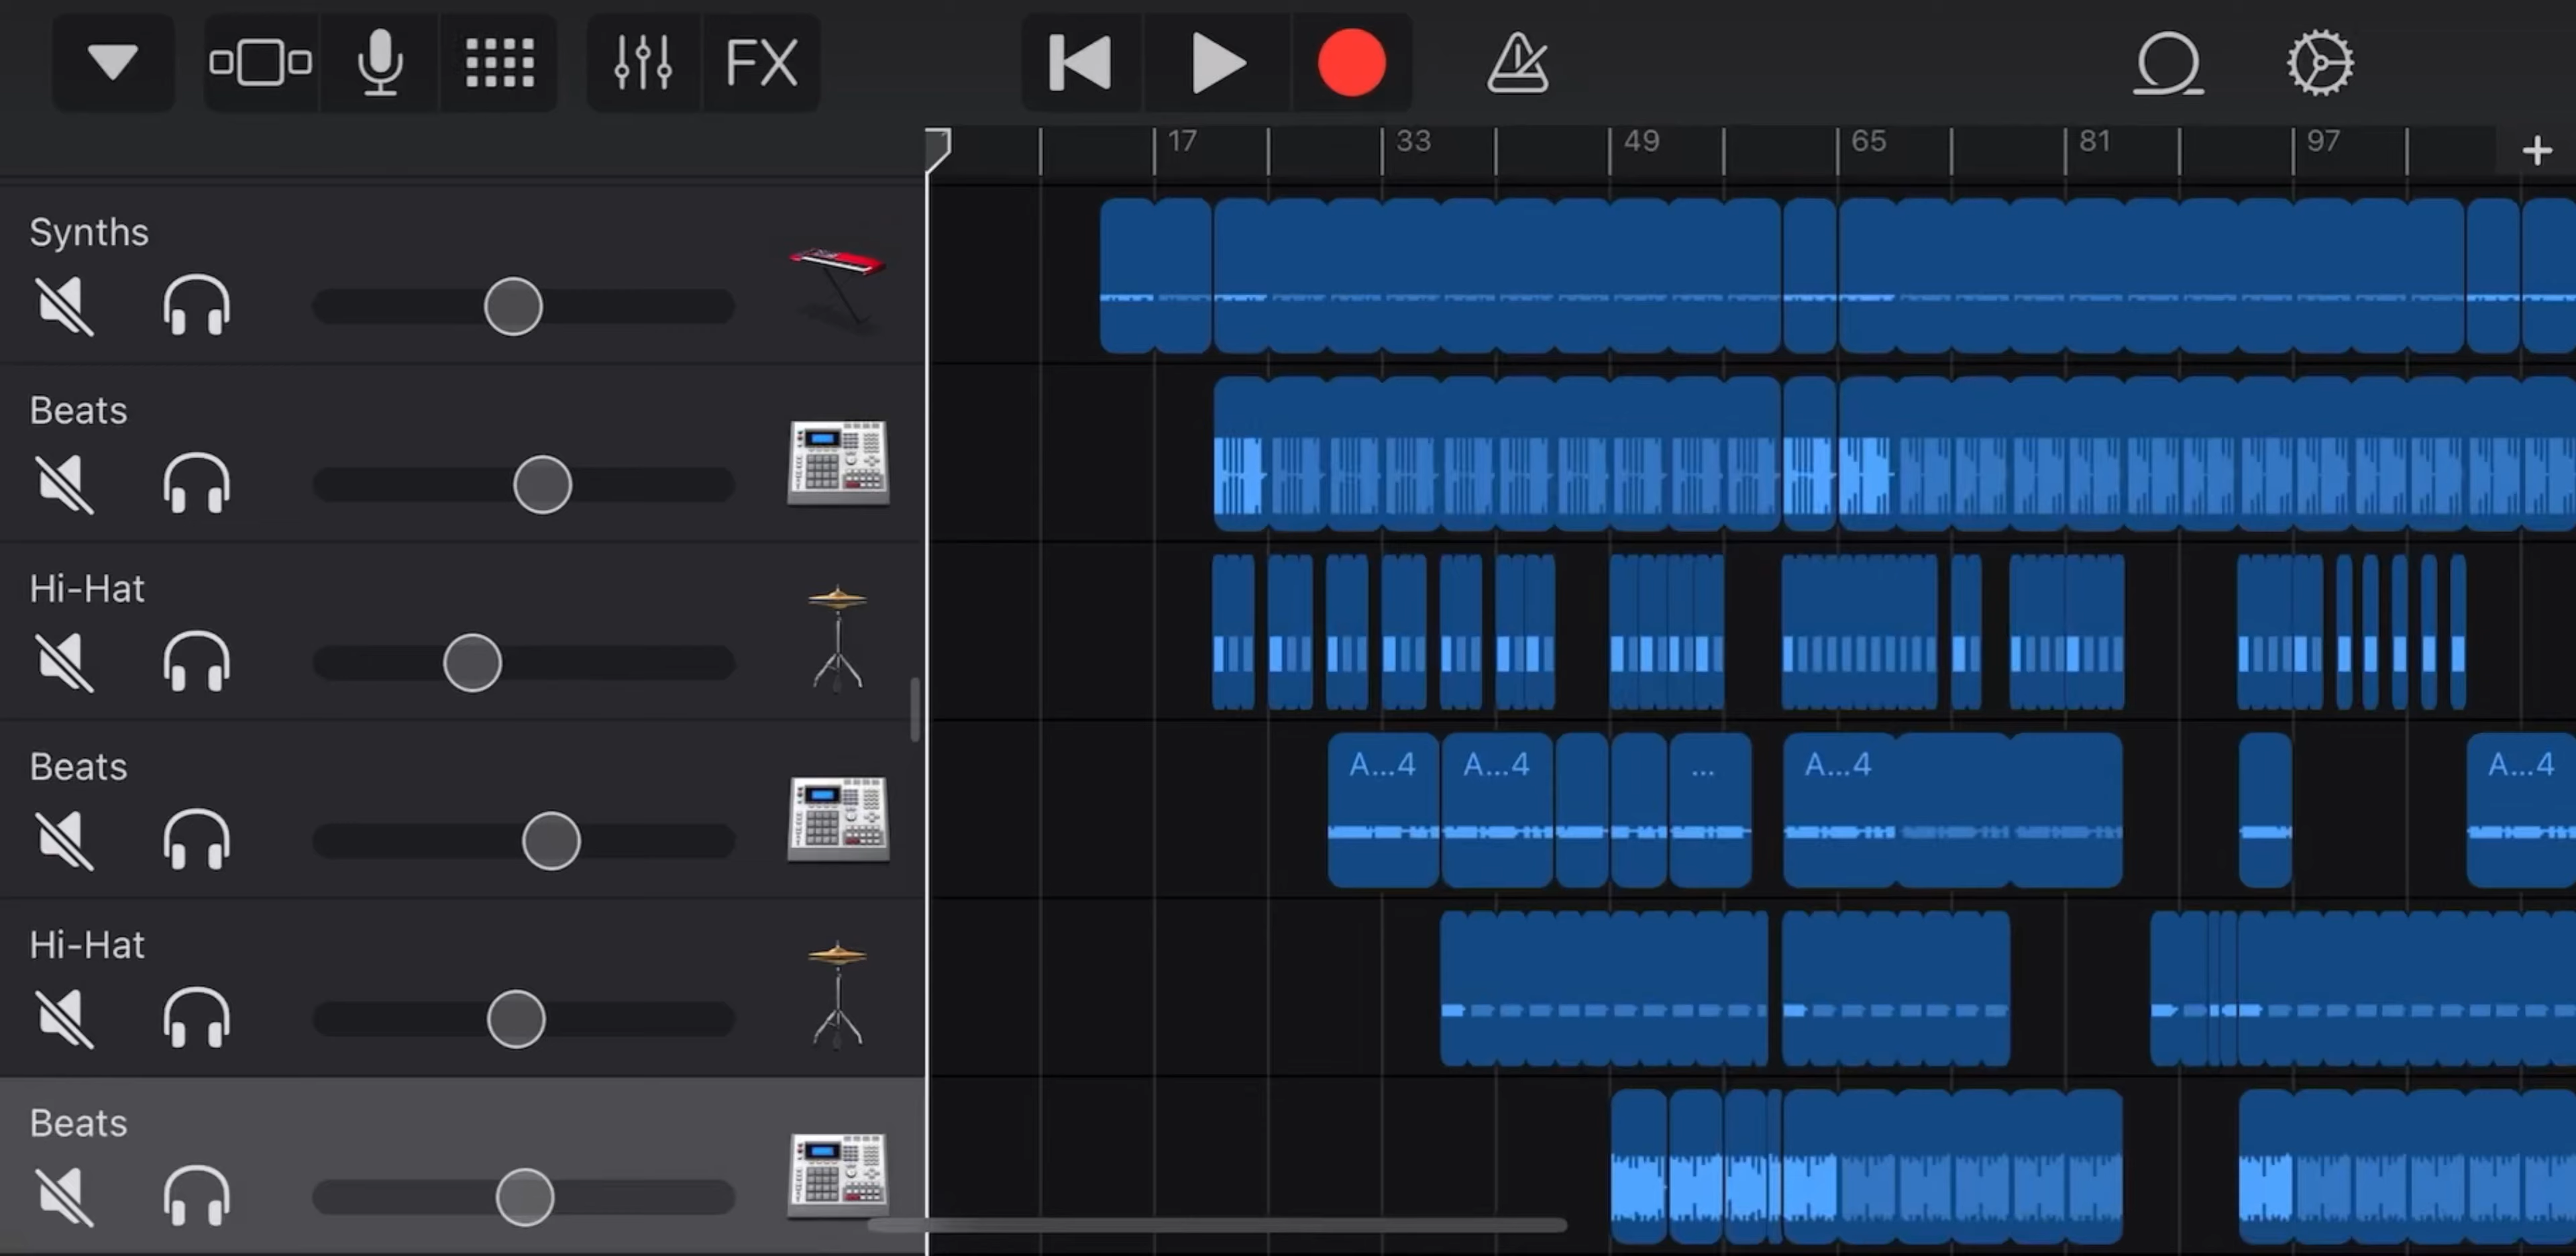 FX
17 33 49 65 81 97 +
Synths
Beats
Hi-Hat
Beats
A...4 A...4 ... A...4 A...4
Hi-Hat
Beats